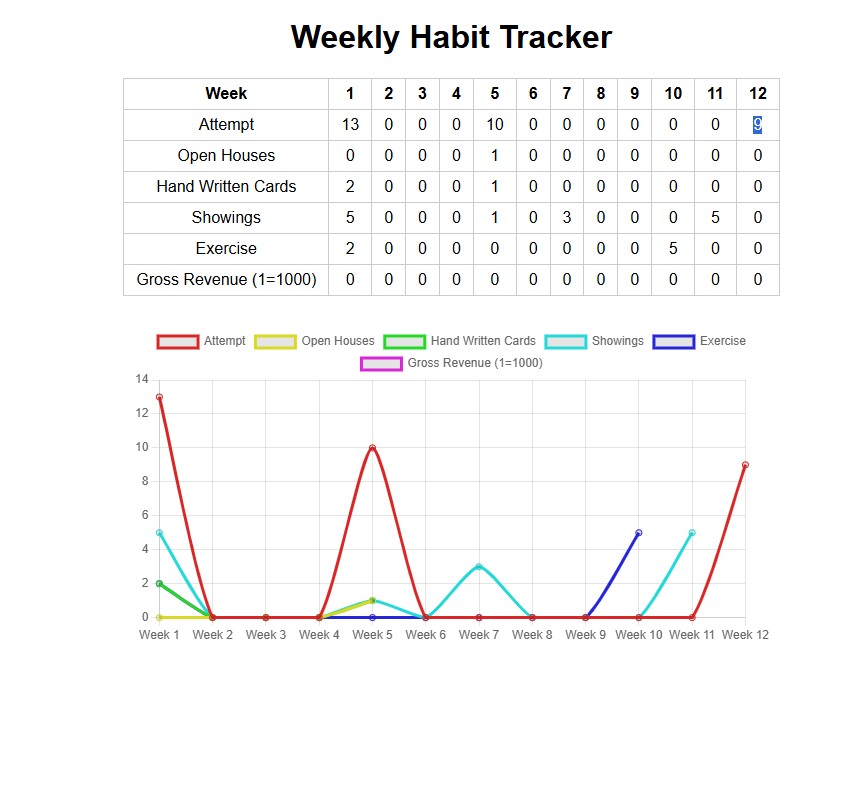 Weekly Habit Tracker
Week 1 2 3 4 5 6 7 8 9 10 11 12
Attempt 13 0 0 0 10 0 0 0 0 0 0 9
Open Houses 0 0 0 0 1 0 0 0 0 0 0 0
Hand Written Cards 2 0 0 0 1 0 0 0 0 0 0 0
Showings 5 0 0 0 1 0 3 0 0 0 5 0
Exercise 2 0 0 0 0 0 0 0 0 5 0 0
Gross Revenue (1=1000) 0 0 0 0 0 0 0 0 0 0 0 0
Attempt Open Houses Hand Written Cards Showings Exercise
Gross Revenue (1=1000)
14
12
10
8
6
4
2
0
Week 1 Week 2 Week 3 Week 4 Week 5 Week 6 Week 7 Week 8 Week 9 Week 10 Week 11 Week 12